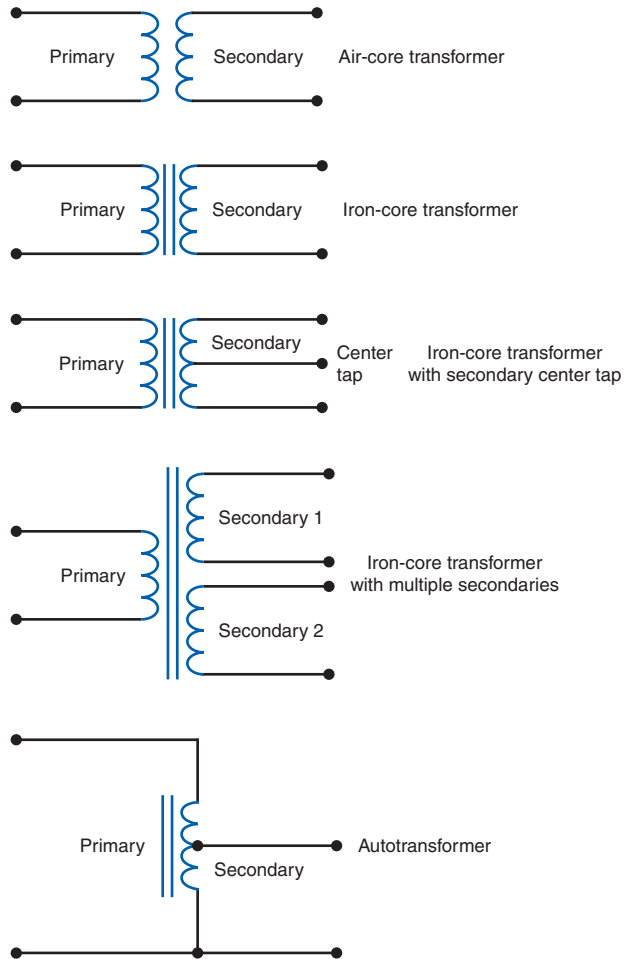 Primary Secondary Air-core transformer
Primary Secondary Iron-core transformer
Secondary
Primary
Center
tap
Iron-core transformer
with secondary center tap
Secondary 1
Primary
Secondary 2
Iron-core transformer
with multiple secondaries
Primary
Secondary
Autotransformer